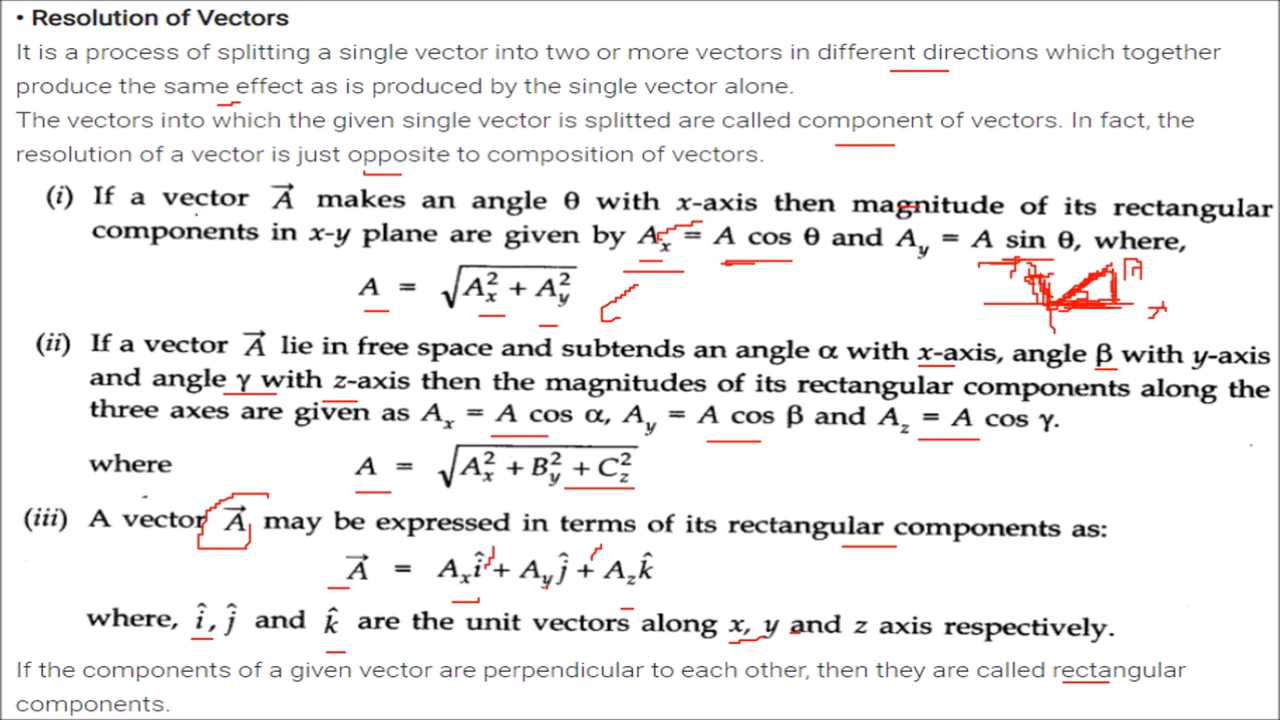 • Resolution of Vectors
It is a process of splitting a single vector into two or more vectors in different directions which together
produce the same effect as is produced by the single vector alone.
The vectors into which the given single vector is splitted are called component of vectors. In fact, the
resolution of a vector is just opposite to composition of vectors.
(i) If a vector A⃗ makes an angle θ with x-axis then magnitude of its rectangular
components in x-y plane are given by Aₓ = A cos θ and A_y = A sin θ, where,
A = √(Aₓ² + A_y²)
(ii) If a vector A⃗ lie in free space and subtends an angle α with x-axis, angle β with y-axis
and angle γ with z-axis then the magnitudes of its rectangular components along the
three axes are given as Aₓ = A cos α, A_y = A cos β and A_z = A cos γ.
where A = √(Aₓ² + B_y² + C_z²)
(iii) A vector A⃗ may be expressed in terms of its rectangular components as:
A⃗ = Aₓî + A_yĵ + A_zk̂
where, î, ĵ and k̂ are the unit vectors along x, y and z axis respectively.
If the components of a given vector are perpendicular to each other, then they are called rectangular
components.